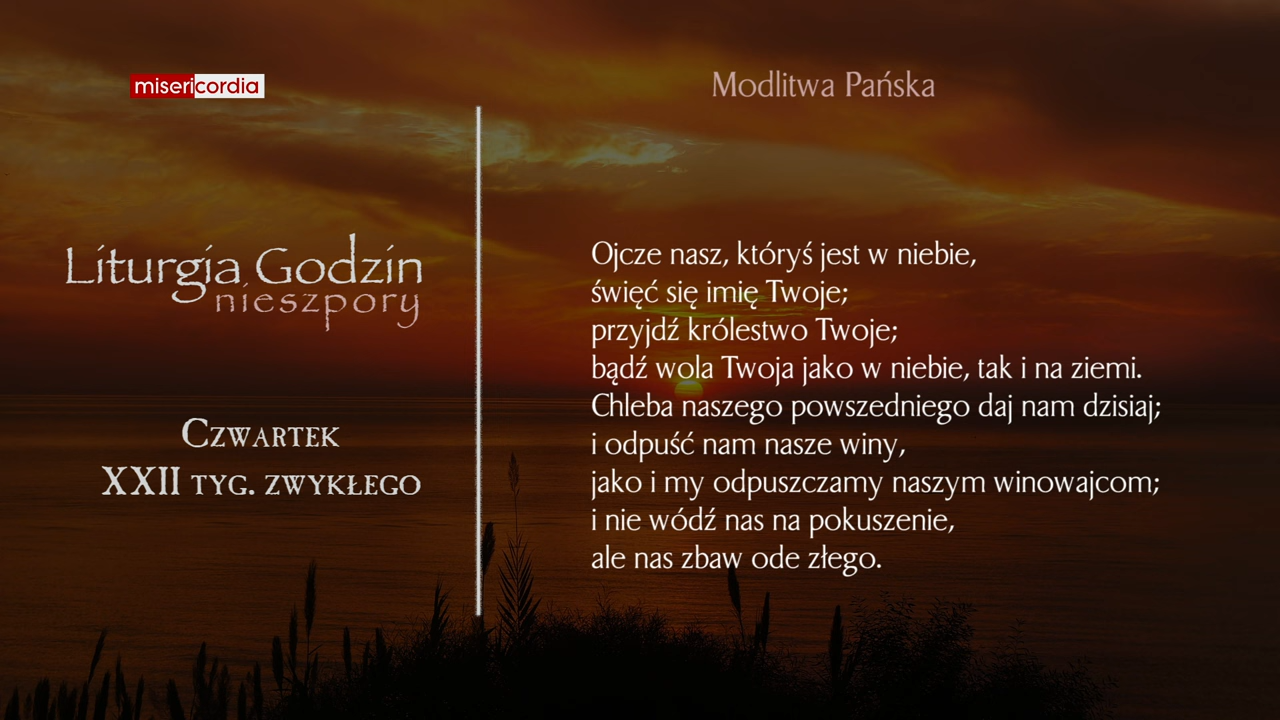 misericordia
Liturgia Godzin
nieszpory
Czwartek
XXII tyg. zwykłego
Modlitwa Pańska
Ojcze nasz, któryś jest w niebie,
święć się imię Twoje;
przyjdź królestwo Twoje;
bądź wola Twoja jako w niebie, tak i na ziemi.
Chleba naszego powszedniego daj nam dzisiaj;
i odpuść nam nasze winy,
jako i my odpuszczamy naszym winowajcom;
i nie wódź nas na pokuszenie,
ale nas zbaw ode złego.